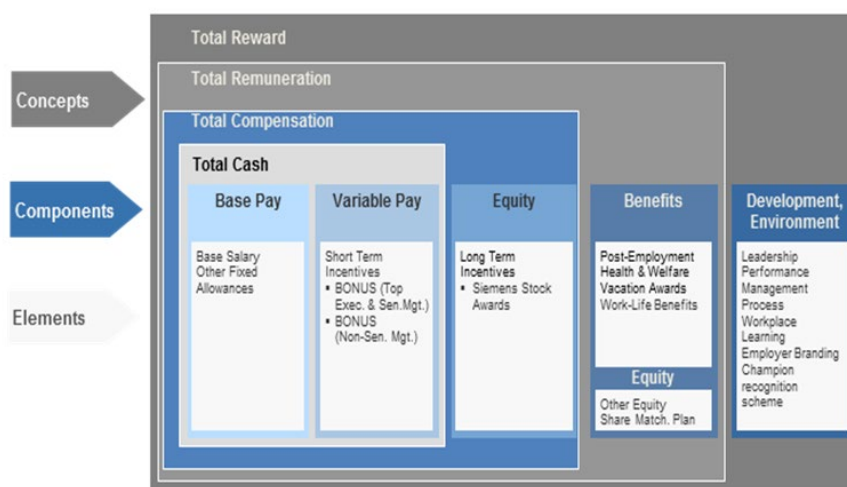 Total Reward
Total Remuneration
Concepts
Total Compensation
Total Cash
Components
Base Pay
Variable Pay
Equity
Benefits
Development,
Environment
Base Salary
Other Fixed
Allowances
Short Term
Incentives
▪ BONUS (Top
Exec. & Sen.Mgt.)
▪ BONUS
(Non-Sen. Mgt.)
Long Term
Incentives
▪ Siemens Stock
Awards
Post-Employment
Health & Welfare
Vacation Awards
Work-Life Benefits
Equity
Other Equity
Share Match. Plan
Leadership
Performance
Management
Process
Workplace
Learning
Employer Branding
Champion
recognition
scheme
Elements